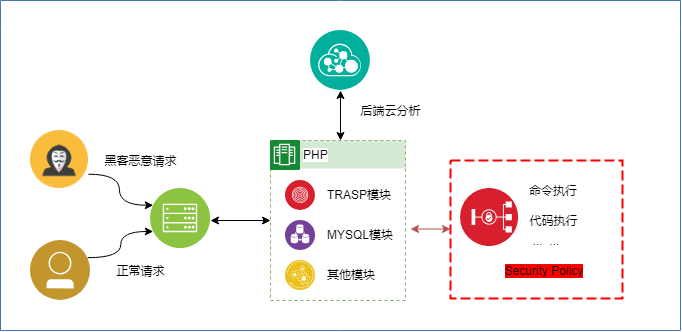 后端云分析
黑客恶意请求
正常请求
PHP
TRASP模块
MYSQL模块
其他模块
命令执行
代码执行
... ...
Security Policy